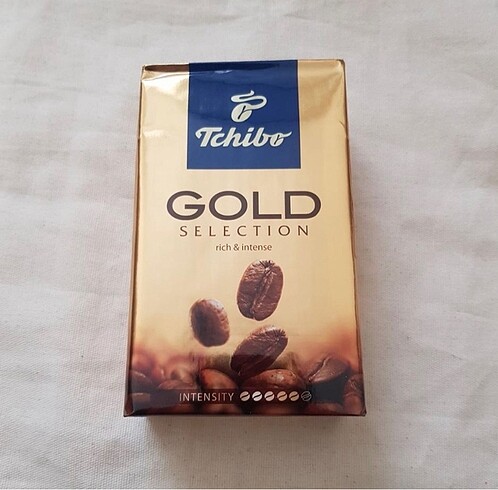 Tchibo
GOLD
SELECTION
rich & intense
INTENSITY